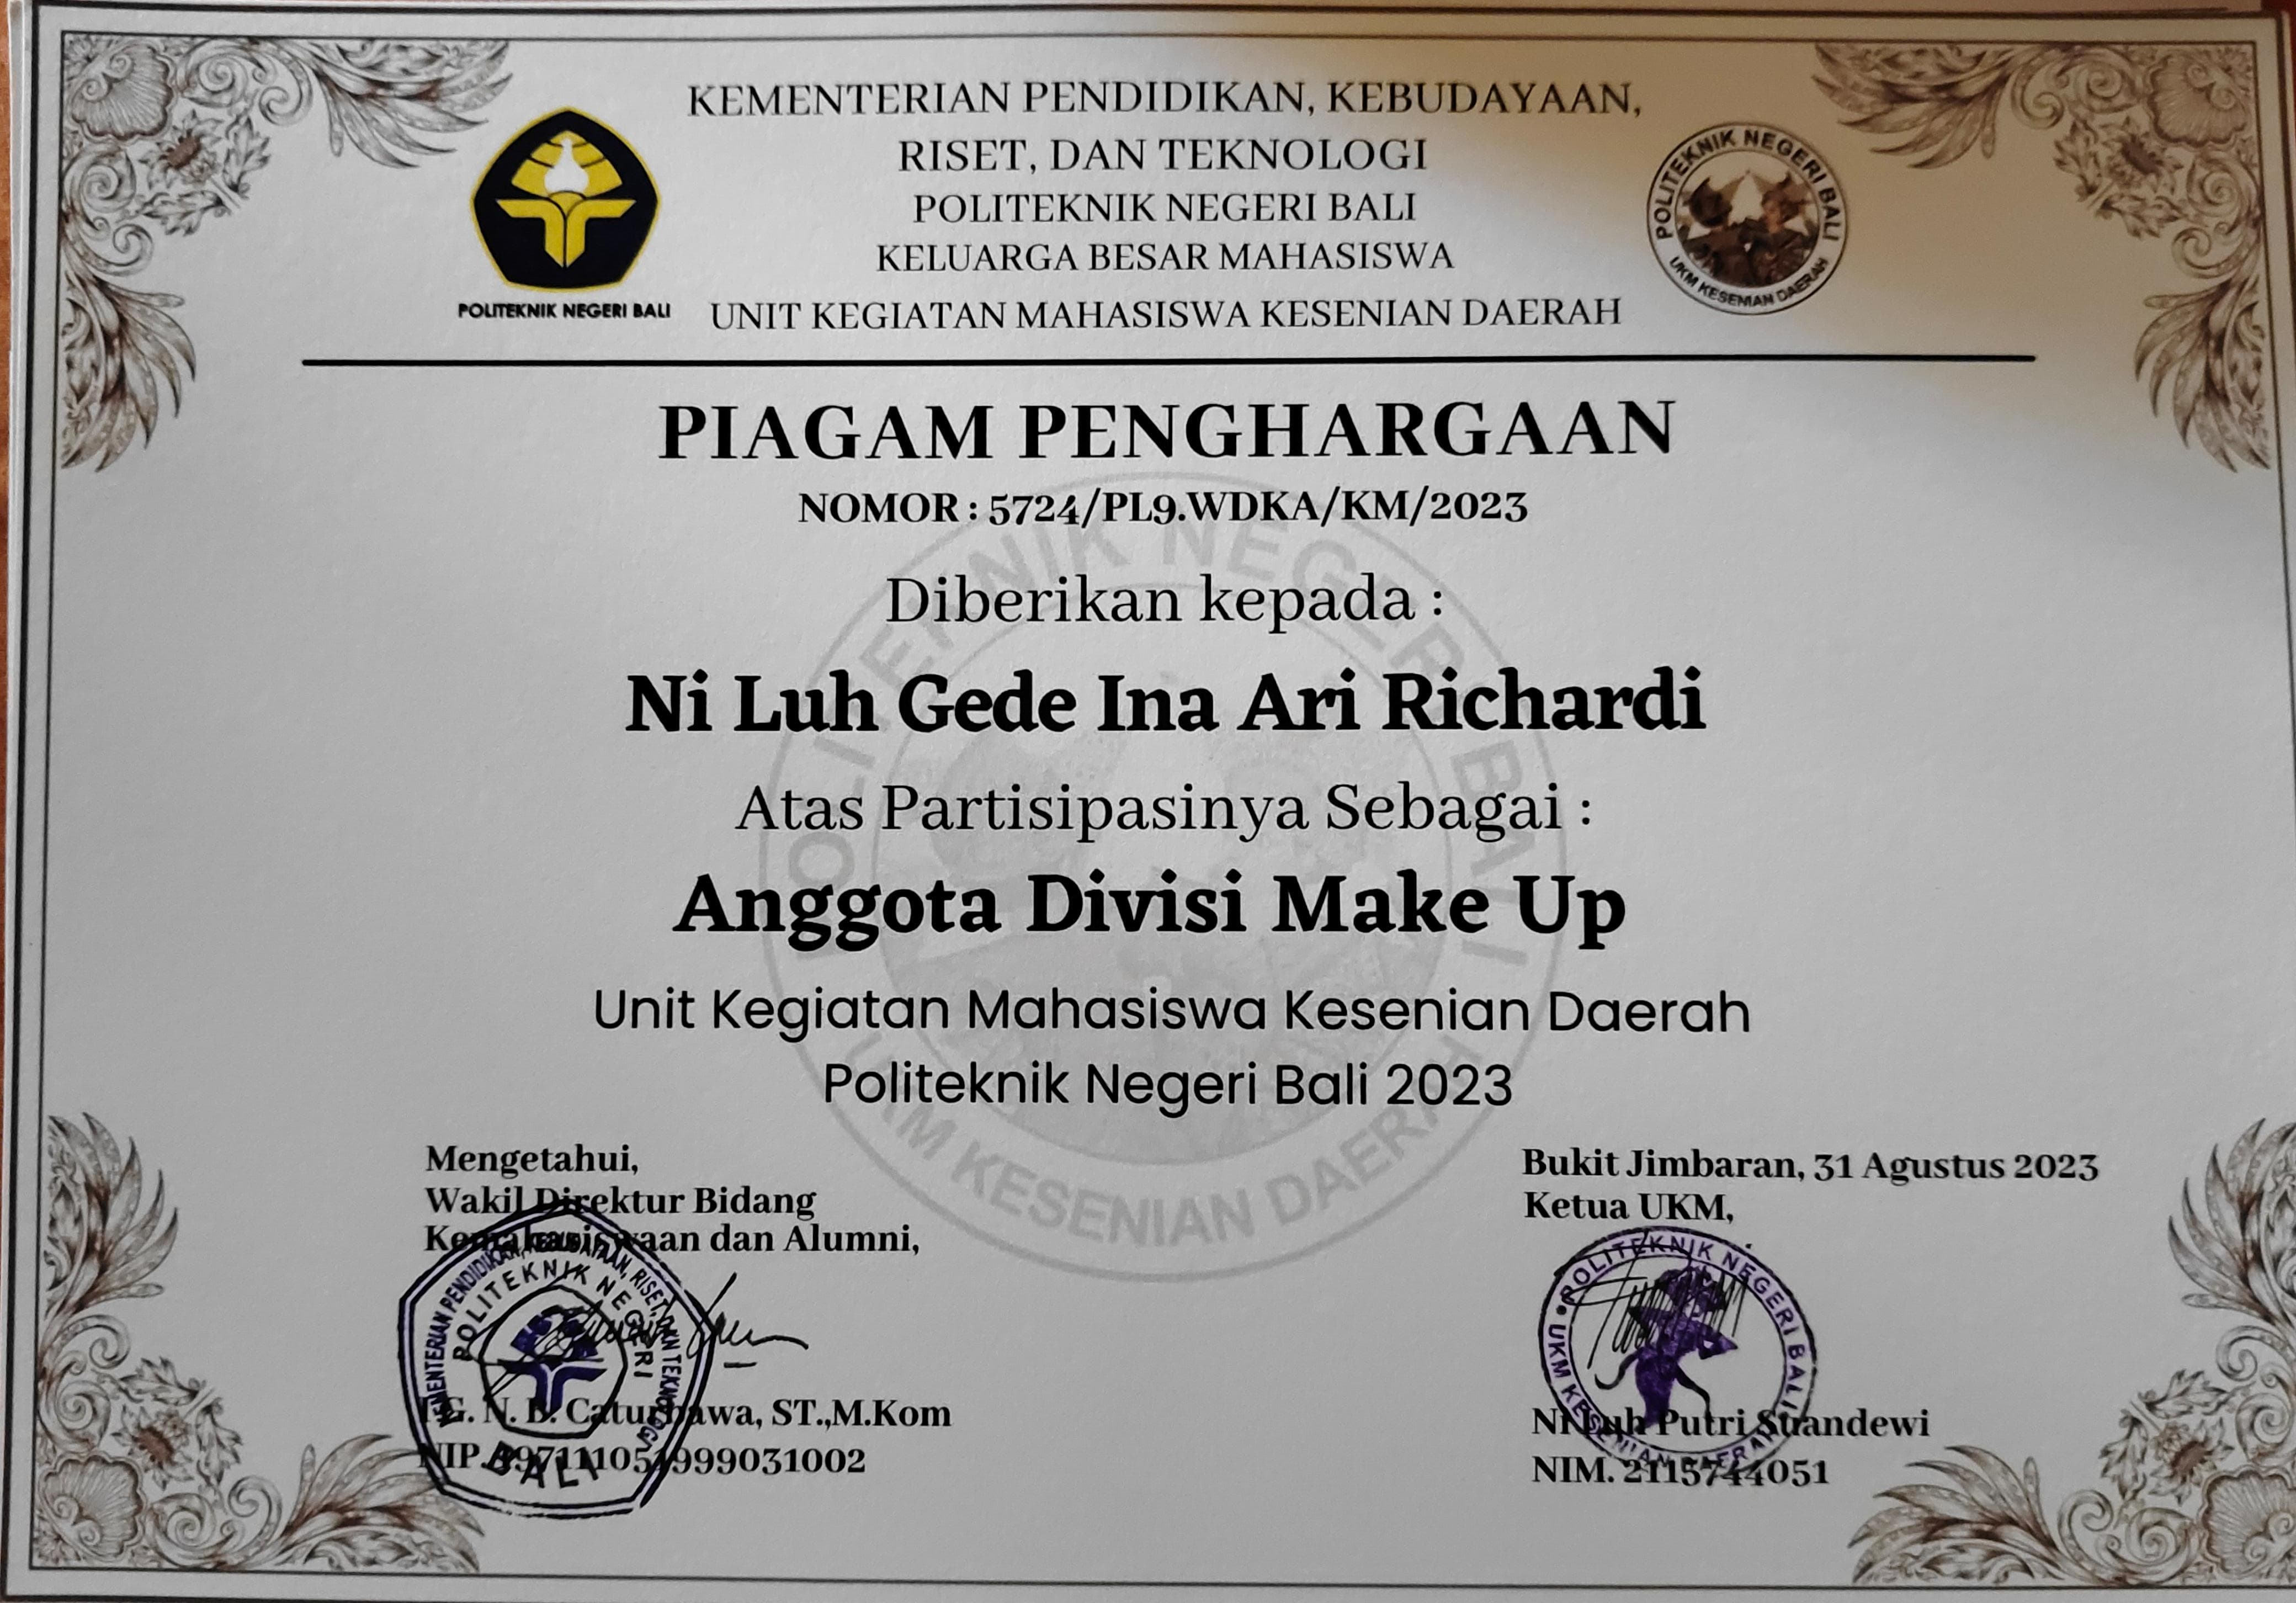 KEMENTERIAN PENDIDIKAN, KEBUDAYAAN,
RISET, DAN TEKNOLOGI
POLITEKNIK NEGERI BALI
KELUARGA BESAR MAHASISWA
UNIT KEGIATAN MAHASISWA KESENIAN DAERAH
POLITEKNIK NEGERI BALI
POLITEKNIK NEGERI BALI
UKM KESENIAN DAERAH
PIAGAM PENGHARGAAN
NOMOR : 5724/PL9.WDKA/KM/2023
Diberikan kepada :
Ni Luh Gede Ina Ari Richardi
Atas Partisipasinya Sebagai :
Anggota Divisi Make Up
Unit Kegiatan Mahasiswa Kesenian Daerah
Politeknik Negeri Bali 2023
POLITEKNIK NEGERI BALI
UKM KESENIAN DAERAH
Mengetahui,
Wakil Direktur Bidang
Kemahasiswaan dan Alumni,
KEMENTERIAN PENDIDIKAN, KEBUDAYAAN, RISET, DAN TEKNOLOGI
POLITEKNIK NEGERI
BALI
N. B. Caturbawa, ST.,M.Kom
NIP. 197111051999031002
Bukit Jimbaran, 31 Agustus 2023
Ketua UKM,
POLITEKNIK NEGERI BALI
UKM KESENIAN DAERAH
Ni Luh Putri Suandewi
NIM. 2115744051